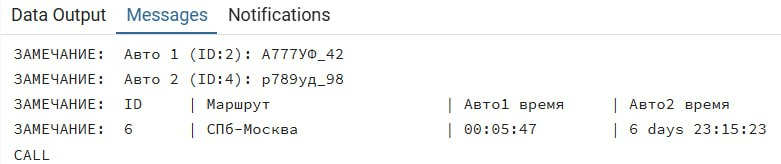 Data Output Messages Notifications
ЗАМЕЧАНИЕ: Авто 1 (ID:2): А777УФ_42
ЗАМЕЧАНИЕ: Авто 2 (ID:4): р789уд_98
ЗАМЕЧАНИЕ: ID | Маршрут | Авто1 время | Авто2 время
ЗАМЕЧАНИЕ: 6 | СПб-Москва | 00:05:47 | 6 days 23:15:23
CALL